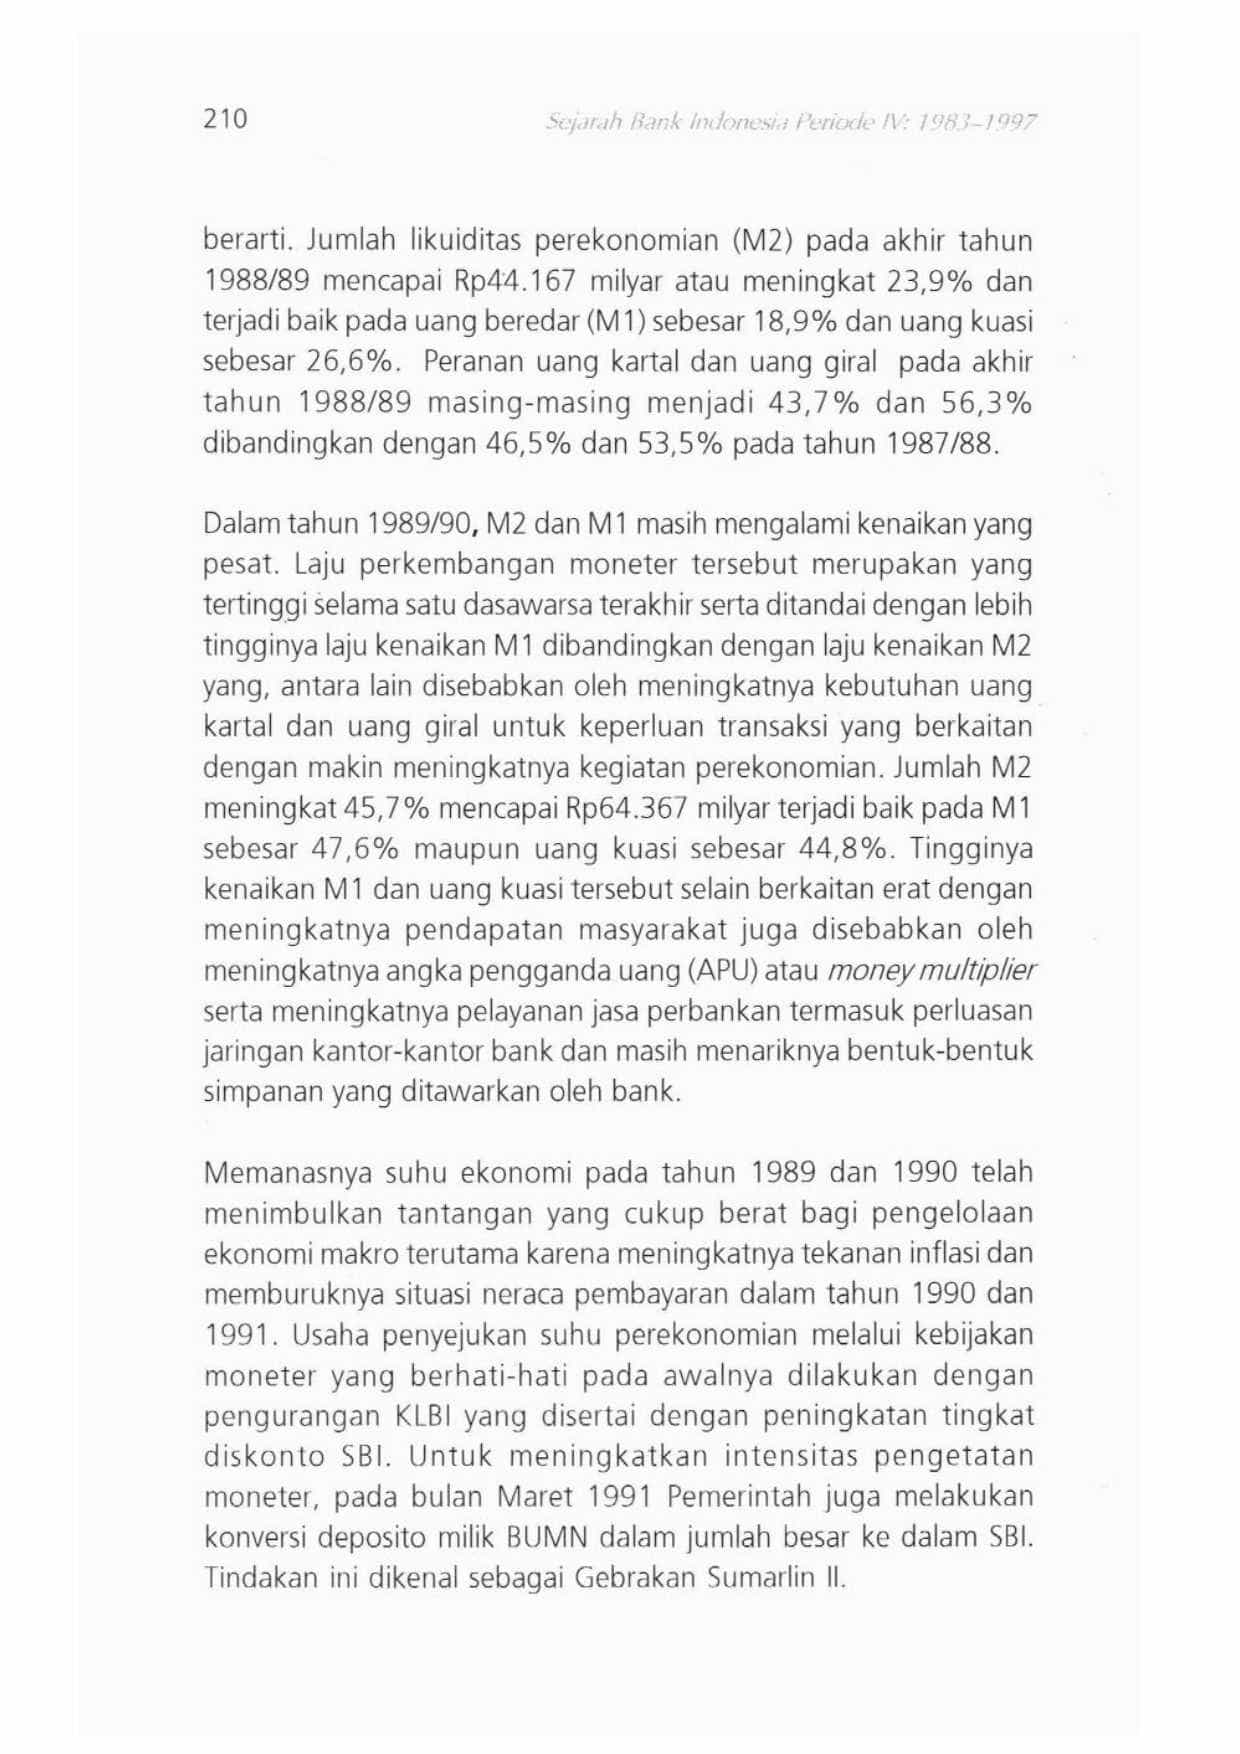 210
Sejarah Bank Indonesia Periode IV: 1983–1997
berarti. Jumlah likuiditas perekonomian (M2) pada akhir tahun
1988/89 mencapai Rp44.167 milyar atau meningkat 23,9% dan
terjadi baik pada uang beredar (M1) sebesar 18,9% dan uang kuasi
sebesar 26,6%. Peranan uang kartal dan uang giral pada akhir
tahun 1988/89 masing-masing menjadi 43,7% dan 56,3%
dibandingkan dengan 46,5% dan 53,5% pada tahun 1987/88.
Dalam tahun 1989/90, M2 dan M1 masih mengalami kenaikan yang
pesat. Laju perkembangan moneter tersebut merupakan yang
tertinggi selama satu dasawarsa terakhir serta ditandai dengan lebih
tingginya laju kenaikan M1 dibandingkan dengan laju kenaikan M2
yang, antara lain disebabkan oleh meningkatnya kebutuhan uang
kartal dan uang giral untuk keperluan transaksi yang berkaitan
dengan makin meningkatnya kegiatan perekonomian. Jumlah M2
meningkat 45,7% mencapai Rp64.367 milyar terjadi baik pada M1
sebesar 47,6% maupun uang kuasi sebesar 44,8%. Tingginya
kenaikan M1 dan uang kuasi tersebut selain berkaitan erat dengan
meningkatnya pendapatan masyarakat juga disebabkan oleh
meningkatnya angka pengganda uang (APU) atau money multiplier
serta meningkatnya pelayanan jasa perbankan termasuk perluasan
jaringan kantor-kantor bank dan masih menariknya bentuk-bentuk
simpanan yang ditawarkan oleh bank.
Memanasnya suhu ekonomi pada tahun 1989 dan 1990 telah
menimbulkan tantangan yang cukup berat bagi pengelolaan
ekonomi makro terutama karena meningkatnya tekanan inflasi dan
memburuknya situasi neraca pembayaran dalam tahun 1990 dan
1991. Usaha penyejukan suhu perekonomian melalui kebijakan
moneter yang berhati-hati pada awalnya dilakukan dengan
pengurangan KLBI yang disertai dengan peningkatan tingkat
diskonto SBI. Untuk meningkatkan intensitas pengetatan
moneter, pada bulan Maret 1991 Pemerintah juga melakukan
konversi deposito milik BUMN dalam jumlah besar ke dalam SBI.
Tindakan ini dikenal sebagai Gebrakan Sumarlin II.